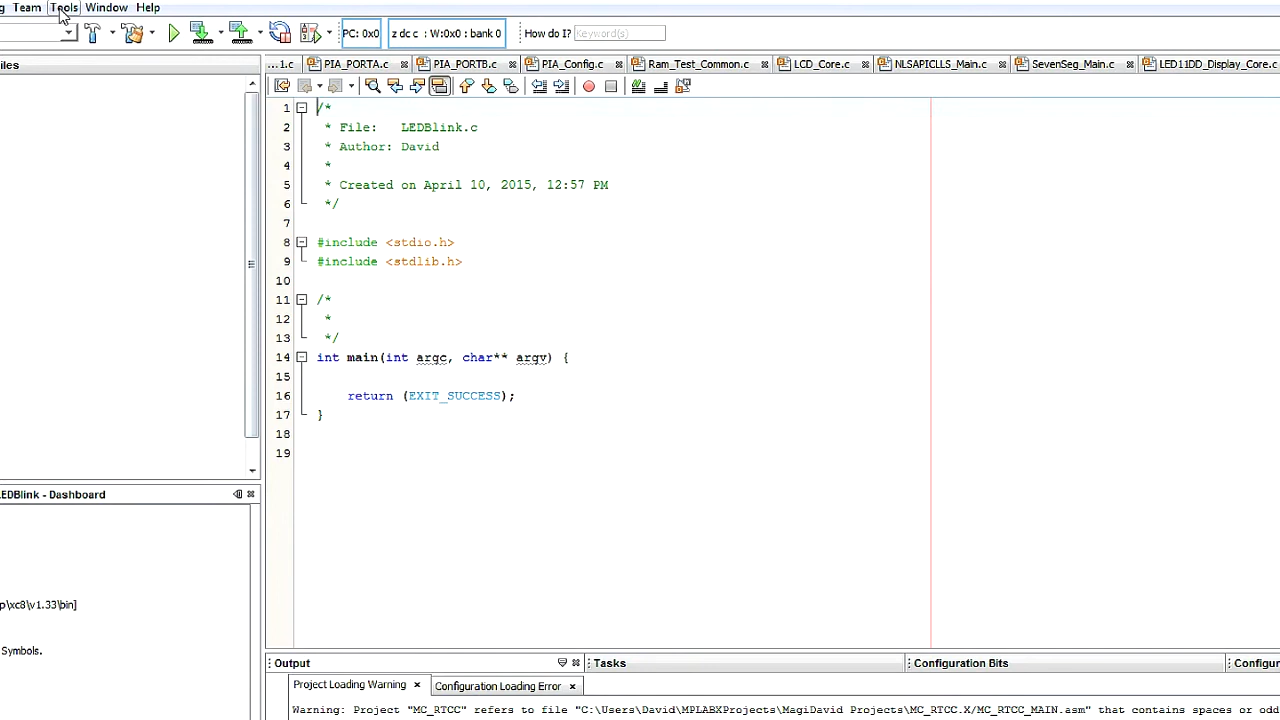 g Team Tools Window Help
PC: 0x0 z dc c : W:0x0 : bank 0 How do I? Keyword(s)
iles
...1.c PIA_PORTA.c PIA_PORTB.c PIA_Config.c Ram_Test_Common.c LCD_Core.c NLSAPICLLS_Main.c SevenSeg_Main.c LED11DD_Display_Core.c
1 /*
2 * File: LEDBlink.c
3 * Author: David
4 *
5 * Created on April 10, 2015, 12:57 PM
6 */
7
8 #include <stdio.h>
9 #include <stdlib.h>
10
11 /*
12 *
13 */
14 int main(int argc, char** argv) {
15
16 return (EXIT_SUCCESS);
17 }
18
19
LEDBlink - Dashboard
p\xc8\v1.33\bin]
Symbols.
Output Tasks Configuration Bits Configur
Project Loading Warning Configuration Loading Error
Warning: Project "MC_RTCC" refers to file "C:\Users\David\MPLABXProjects\MagiDavid Projects\MC_RTCC.X/MC_RTCC_MAIN.asm" that contains spaces or odd